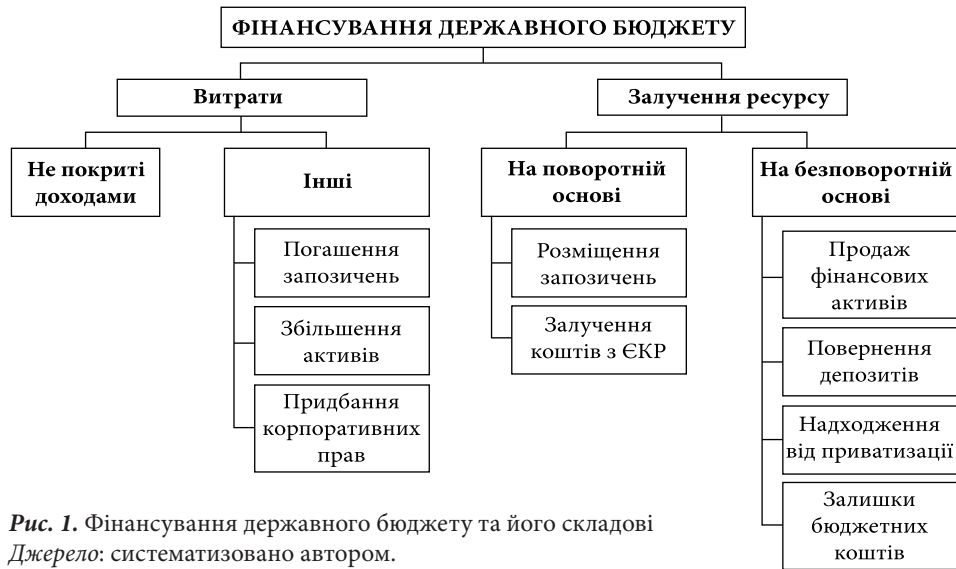 ФІНАНСУВАННЯ ДЕРЖАВНОГО БЮДЖЕТУ
Витрати
Залучення ресурсу
Не покриті
доходами
Інші
На поворотній
основі
На безповоротній
основі
Погашення
запозичень
Збільшення
активів
Придбання
корпоративних
прав
Розміщення
запозичень
Залучення
коштів з ЄКР
Продаж
фінансових
активів
Повернення
депозитів
Надходження
від приватизації
Залишки
бюджетних
коштів
Рис. 1. Фінансування державного бюджету та його складові
Джерело: систематизовано автором.